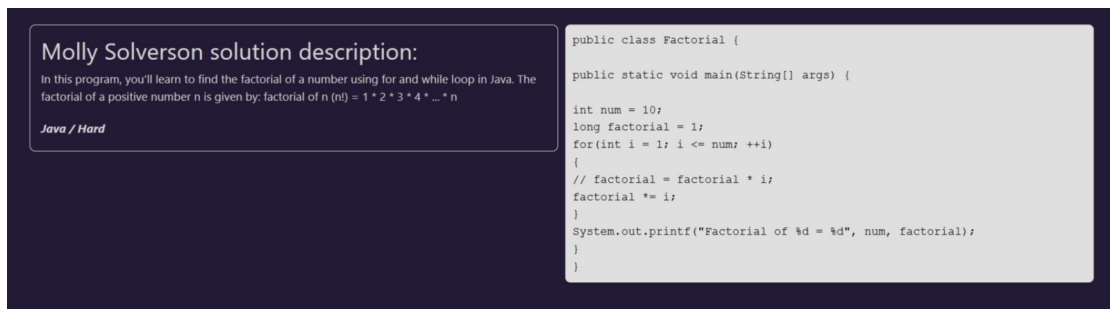 Molly Solverson solution description:
In this program, you'll learn to find the factorial of a number using for and while loop in Java. The
factorial of a positive number n is given by: factorial of n (n!) = 1 * 2 * 3 * 4 * ... * n
Java / Hard
public class Factorial {
public static void main(String[] args) {
int num = 10;
long factorial = 1;
for(int i = 1; i <= num; ++i)
{
// factorial = factorial * i;
factorial *= i;
}
System.out.printf("Factorial of %d = %d", num, factorial);
}
}